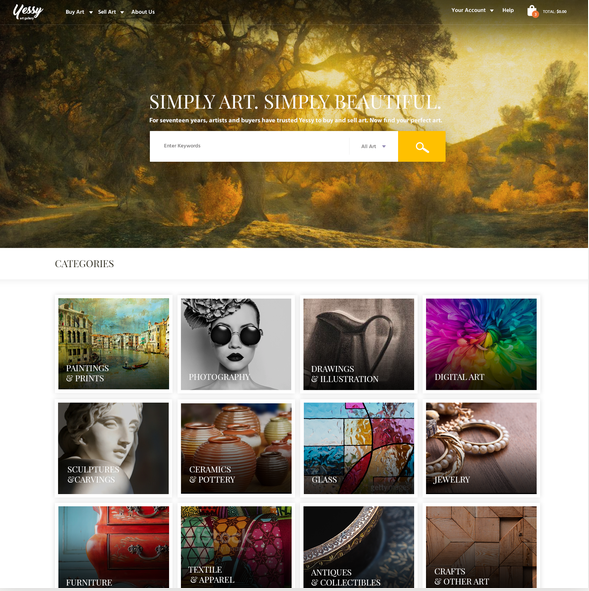 Yessy
art gallery
Buy Art Sell Art About Us
Your Account Help
TOTAL: $0.00
SIMPLY ART. SIMPLY BEAUTIFUL.
For seventeen years, artists and buyers have trusted Yessy to buy and sell art. Now find your perfect art.
Enter Keywords
All Art
CATEGORIES
PAINTINGS
& PRINTS
PHOTOGRAPHY
DRAWINGS
& ILLUSTRATION
DIGITAL ART
SCULPTURES
&CARVINGS
CERAMICS
& POTTERY
GLASS
JEWELRY
FURNITURE
TEXTILE
& APPAREL
ANTIQUES
& COLLECTIBLES
CRAFTS
& OTHER ART